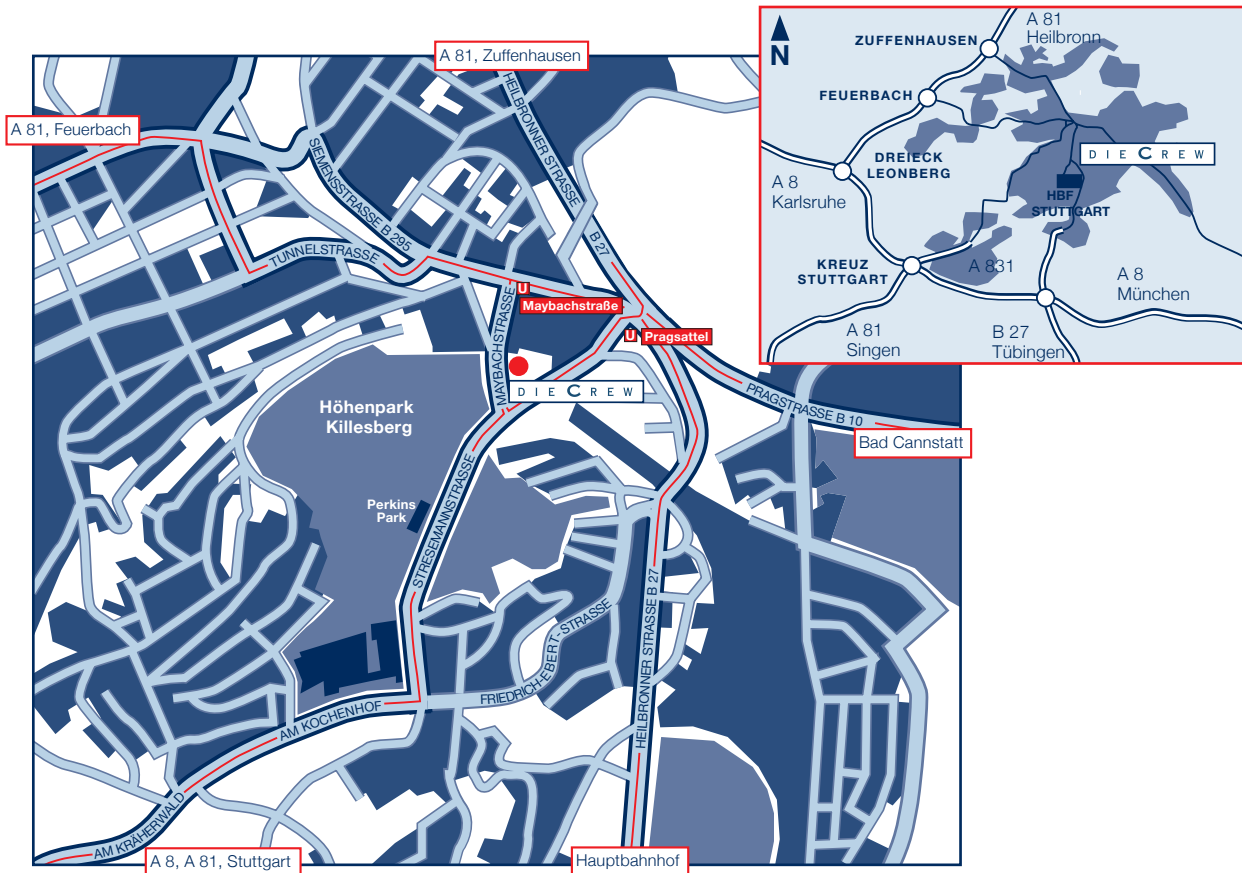 A 81, Zuffenhausen
A 81, Feuerbach
HEILBRONNER STRASSE
SIEMENSSTRASSE B 295
B 27
TUNNELSTRASSE
U
Maybachstraße
U
Pragsattel
MAYBACHSTRASSE
DIE CREW
PRAGSTRASSE B 10
Bad Cannstatt
Höhenpark
Killesberg
Perkins
Park
STRESEMANNSTRASSE
HEILBRONNER STRASSE B 27
FRIEDRICH-EBERT-STRASSE
AM KOCHENHOF
AM KRÄHERWALD
A 8, A 81, Stuttgart
Hauptbahnhof
N
A 81
Heilbronn
ZUFFENHAUSEN
FEUERBACH
DIE CREW
DREIECK
LEONBERG
A 8
Karlsruhe
HBF
STUTTGART
KREUZ
STUTTGART
A 831
A 8
München
A 81
Singen
B 27
Tübingen